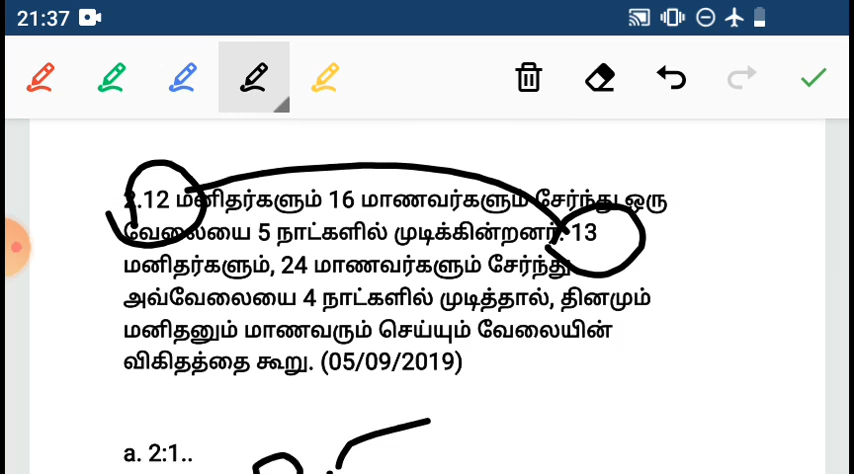 21:37
2.12 மனிதர்களும் 16 மாணவர்களும் சேர்ந்து ஒரு
வேலையை 5 நாட்களில் முடிக்கின்றனர். 13
மனிதர்களும், 24 மாணவர்களும் சேர்ந்து
அவ்வேலையை 4 நாட்களில் முடித்தால், தினமும்
மனிதனும் மாணவரும் செய்யும் வேலையின்
விகிதத்தை கூறு. (05/09/2019)
a. 2:1..